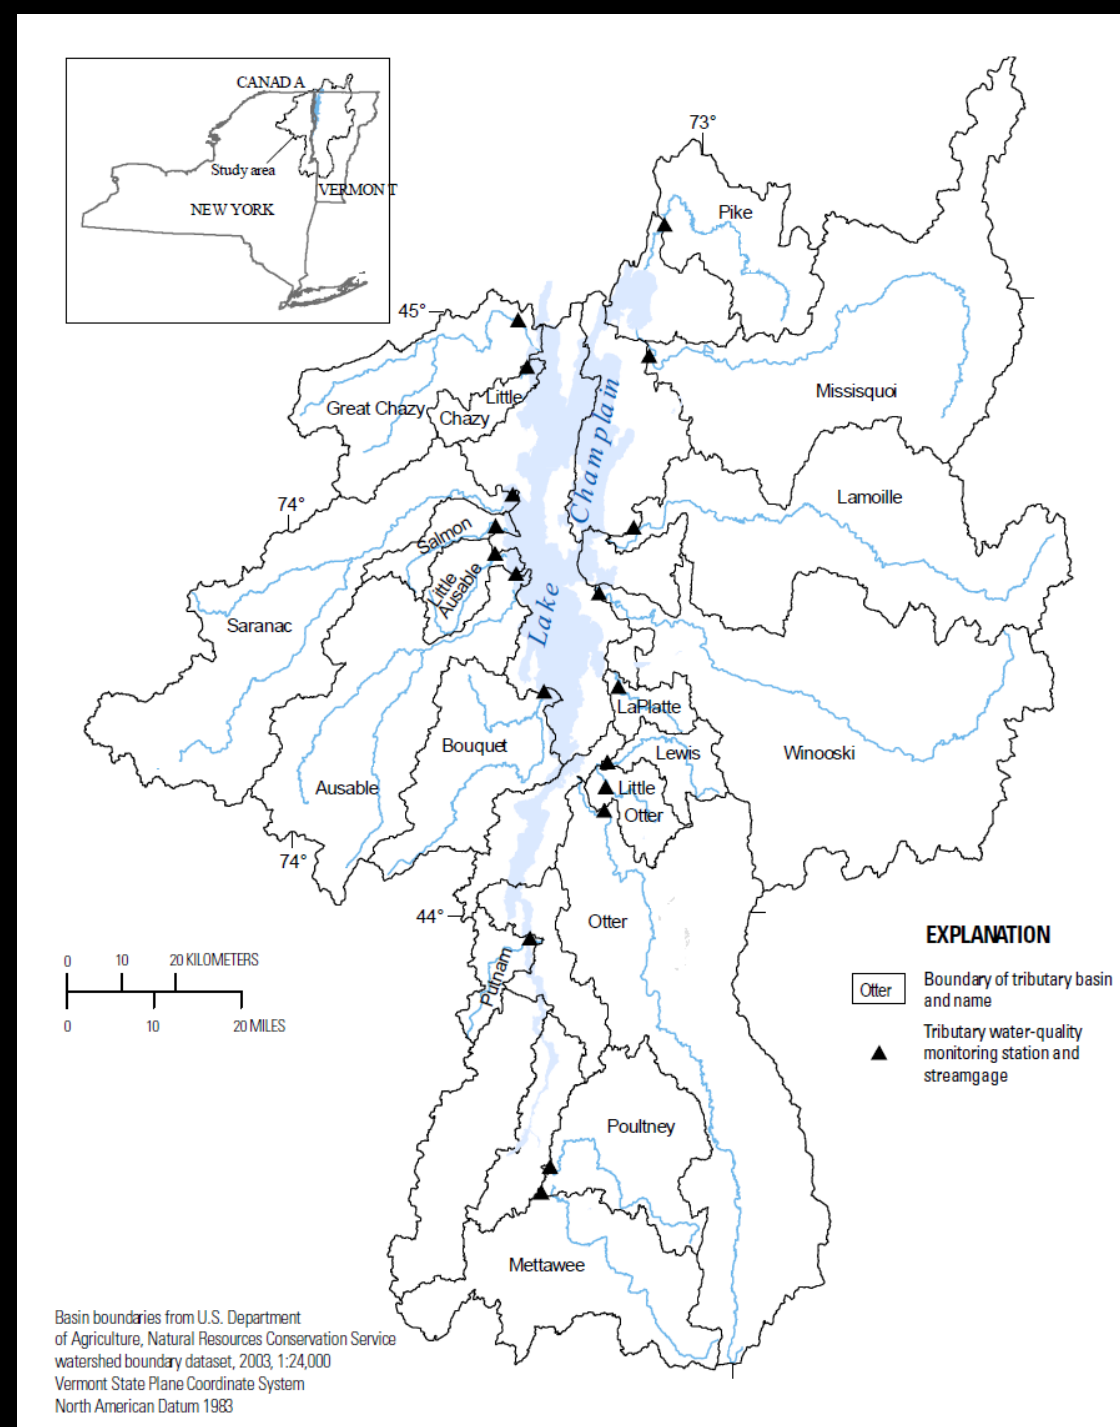 CANAD A
Study area
VERMON T
NEW YORK
73°
Pike
45°
Missisquoi
Great Chazy
Little
Chazy
Lake Champlain
Lamoille
74°
Salmon
Little
Ausable
Saranac
LaPlatte
Bouquet
Lewis
Winooski
Ausable
Little
Otter
74°
44°
Otter
Putnam
0 10 20 KILOMETERS
0 10 20 MILES
EXPLANATION
Otter
Boundary of tributary basin
and name
Tributary water-quality
monitoring station and
streamgage
Poultney
Mettawee
Basin boundaries from U.S. Department
of Agriculture, Natural Resources Conservation Service
watershed boundary dataset, 2003, 1:24,000
Vermont State Plane Coordinate System
North American Datum 1983